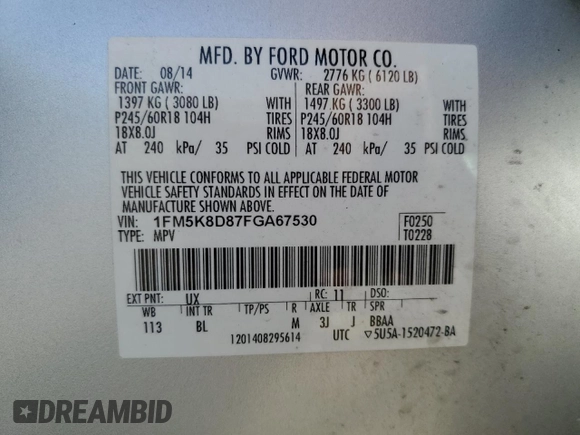 MFD. BY FORD MOTOR CO.
DATE: 08/14 GVWR: 2776 KG ( 6120 LB)
FRONT GAWR: REAR GAWR:
1397 KG ( 3080 LB) WITH 1497 KG ( 3300 LB) WITH
P245/60R18 104H TIRES P245/60R18 104H TIRES
18X8.0J RIMS 18X8.0J RIMS
AT 240 kPa/ 35 PSI COLD AT 240 kPa/ 35 PSI COLD
THIS VEHICLE CONFORMS TO ALL APPLICABLE FEDERAL MOTOR
VEHICLE SAFETY STANDARDS IN EFFECT ON THE DATE OF
MANUFACTURE SHOWN ABOVE.
VIN: 1FM5K8D87FGA67530 F0250
TYPE: MPV T0228
EXT PNT: UX RC: 11 DSO:
WB INT TR TP/PS R AXLE TR SPR
113 BL M 3J J BBAA
1201408295614 UTC ▽5U5A-1520472-BA
DREAMBID